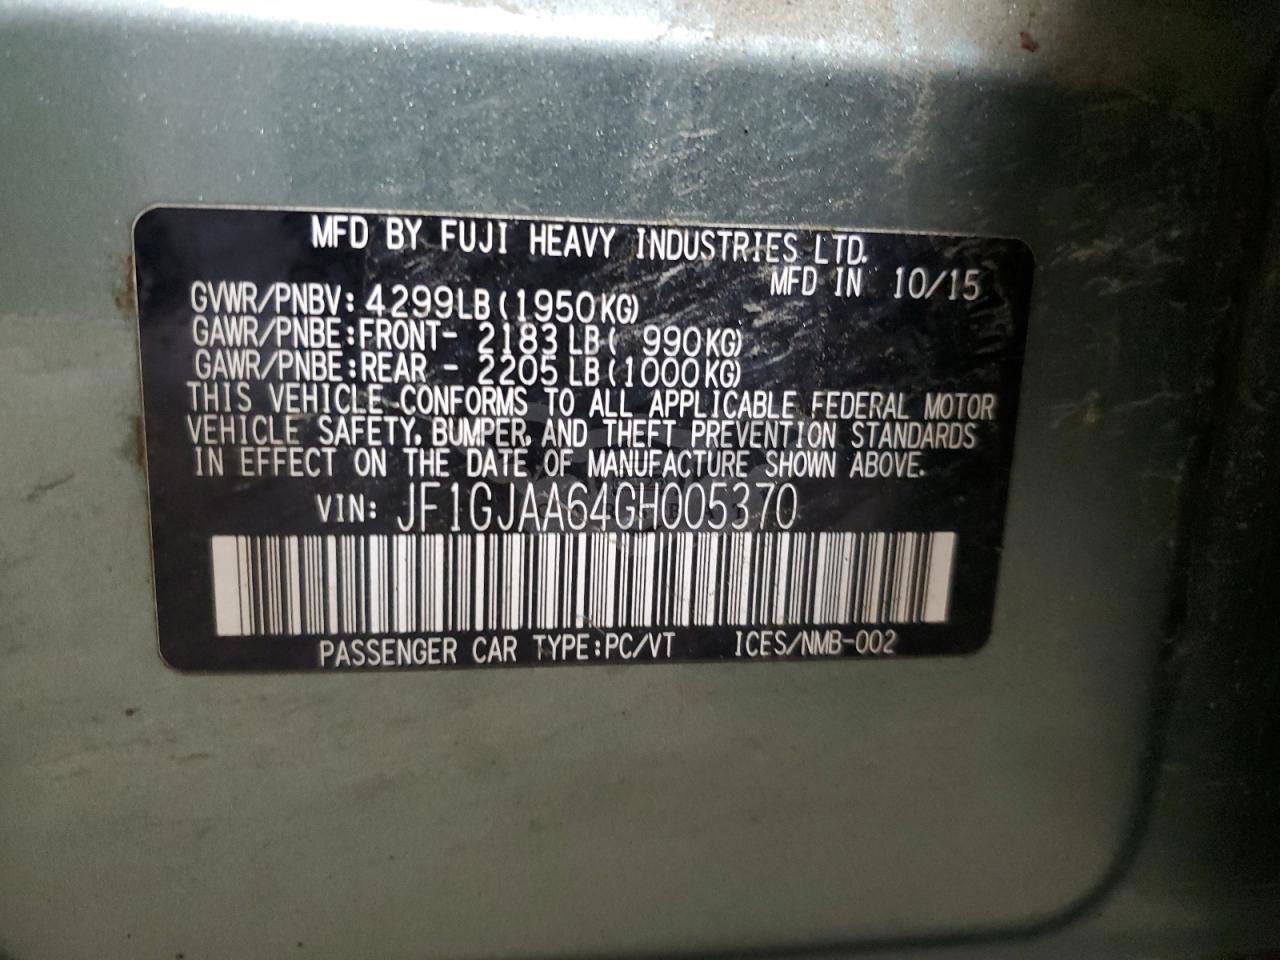 MFD BY FUJI HEAVY INDUSTRIES LTD.
MFD IN 10/15
GVWR/PNBV: 4299LB (1950KG)
GAWR/PNBE:FRONT- 2183 LB( 990KG)
GAWR/PNBE:REAR - 2205 LB(1000KG)
THIS VEHICLE CONFORMS TO ALL APPLICABLE FEDERAL MOTOR
VEHICLE SAFETY, BUMPER, AND THEFT PREVENTION STANDARDS
IN EFFECT ON THE DATE OF MANUFACTURE SHOWN ABOVE.
VIN: JF1GJAA64GH005370
PASSENGER CAR TYPE:PC/VT ICES/NMB-002